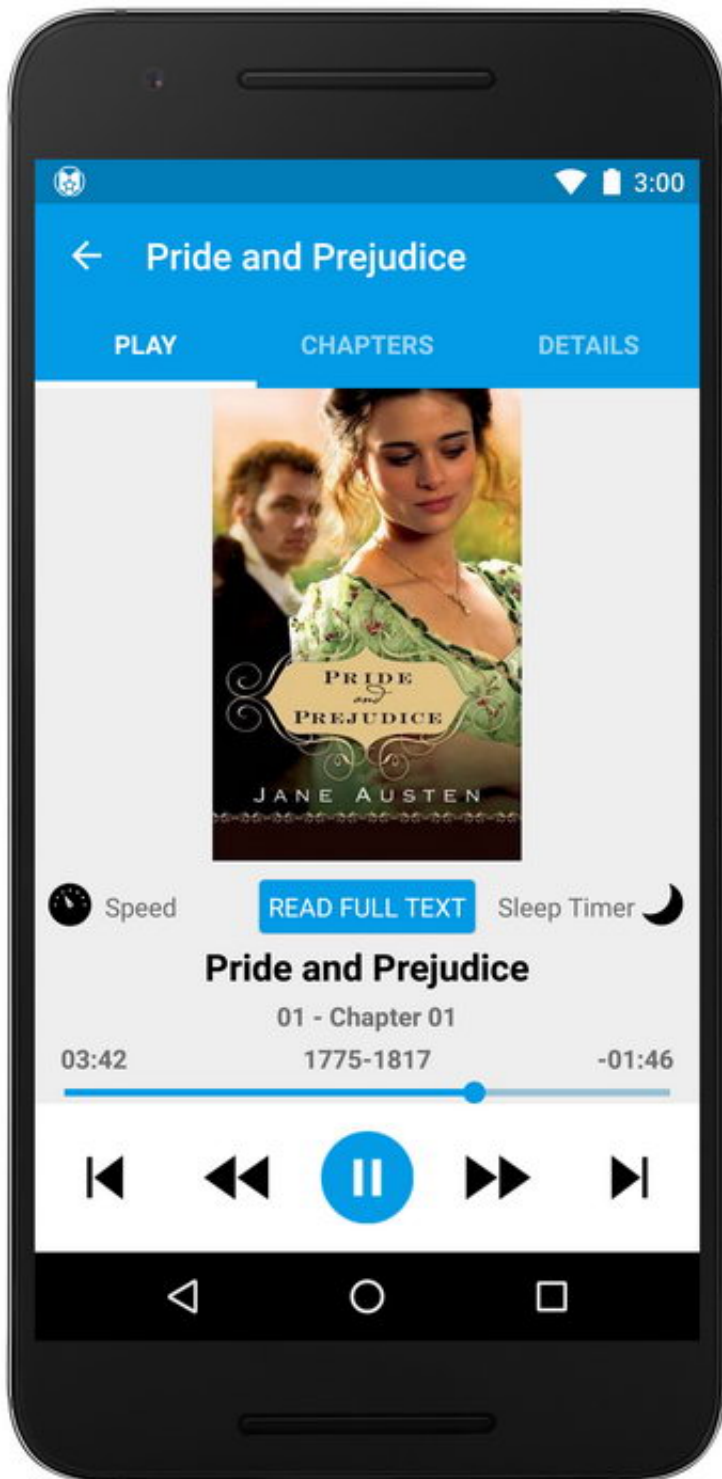 3:00
Pride and Prejudice
PLAY CHAPTERS DETAILS
PRIDE
and
PREJUDICE
JANE AUSTEN
Speed READ FULL TEXT Sleep Timer
Pride and Prejudice
01 - Chapter 01
03:42 1775-1817 -01:46